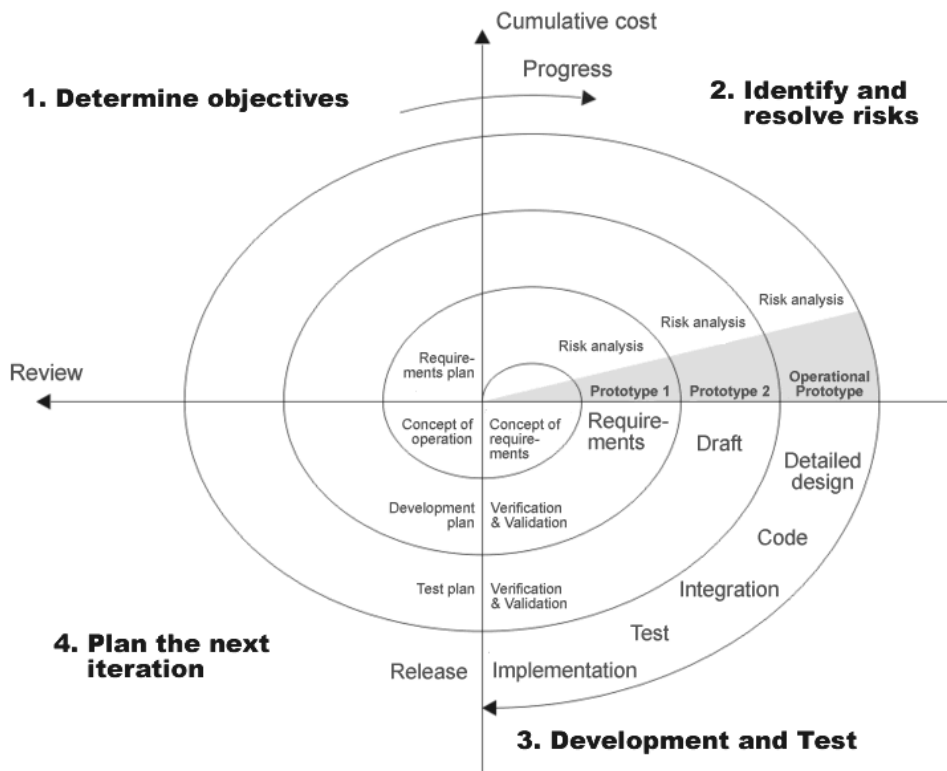 Cumulative cost
Progress
1. Determine objectives
2. Identify and
resolve risks
Risk analysis
Risk analysis
Risk analysis
Require-
ments plan
Review
Prototype 1
Prototype 2
Operational
Prototype
Concept of
operation
Concept of
require-
ments
Require-
ments
Draft
Detailed
design
Development
plan
Verification
& Validation
Code
Test plan
Verification
& Validation
Integration
Test
4. Plan the next
iteration
Release
Implementation
3. Development and Test